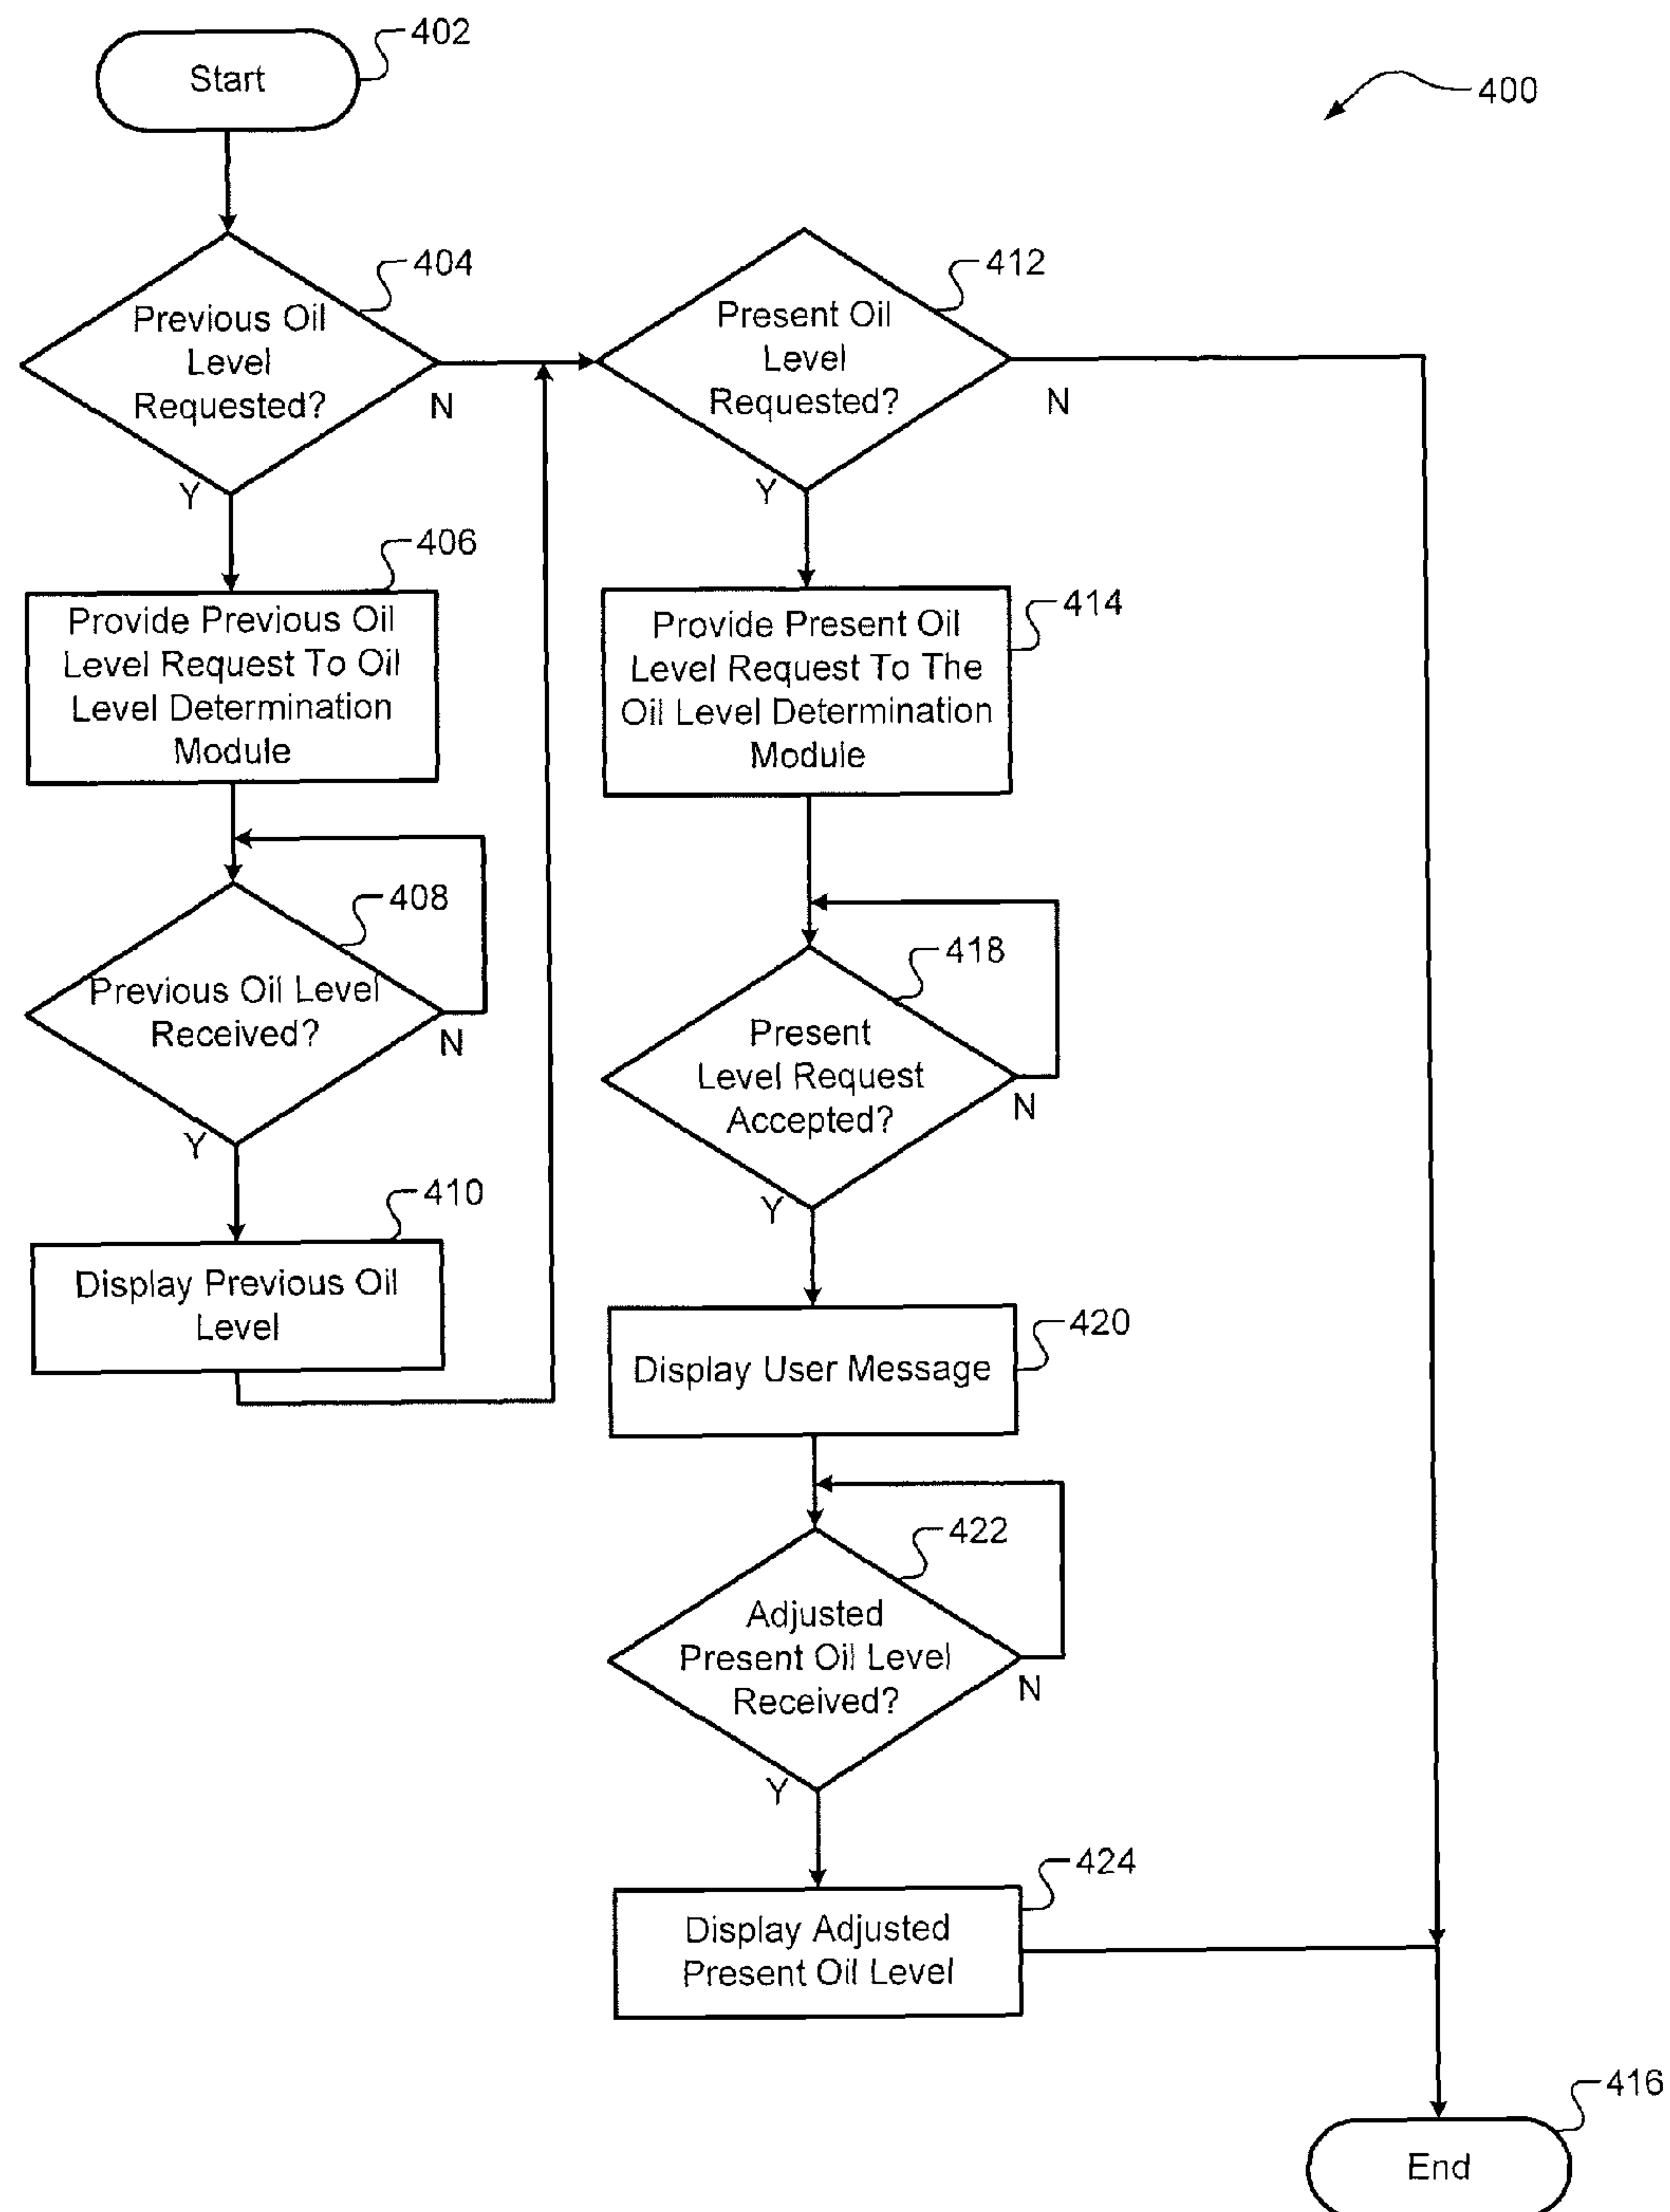 402
Start
400
404
Previous Oil
Level
Requested?
N
Y
412
Present Oil
Level
Requested?
N
Y
406
Provide Previous Oil
Level Request To Oil
Level Determination
Module
414
Provide Present Oil
Level Request To The
Oil Level Determination
Module
408
Previous Oil Level
Received?
N
Y
418
Present
Level Request
Accepted?
N
Y
410
Display Previous Oil
Level
420
Display User Message
422
Adjusted
Present Oil Level
Received?
N
Y
424
Display Adjusted
Present Oil Level
416
End